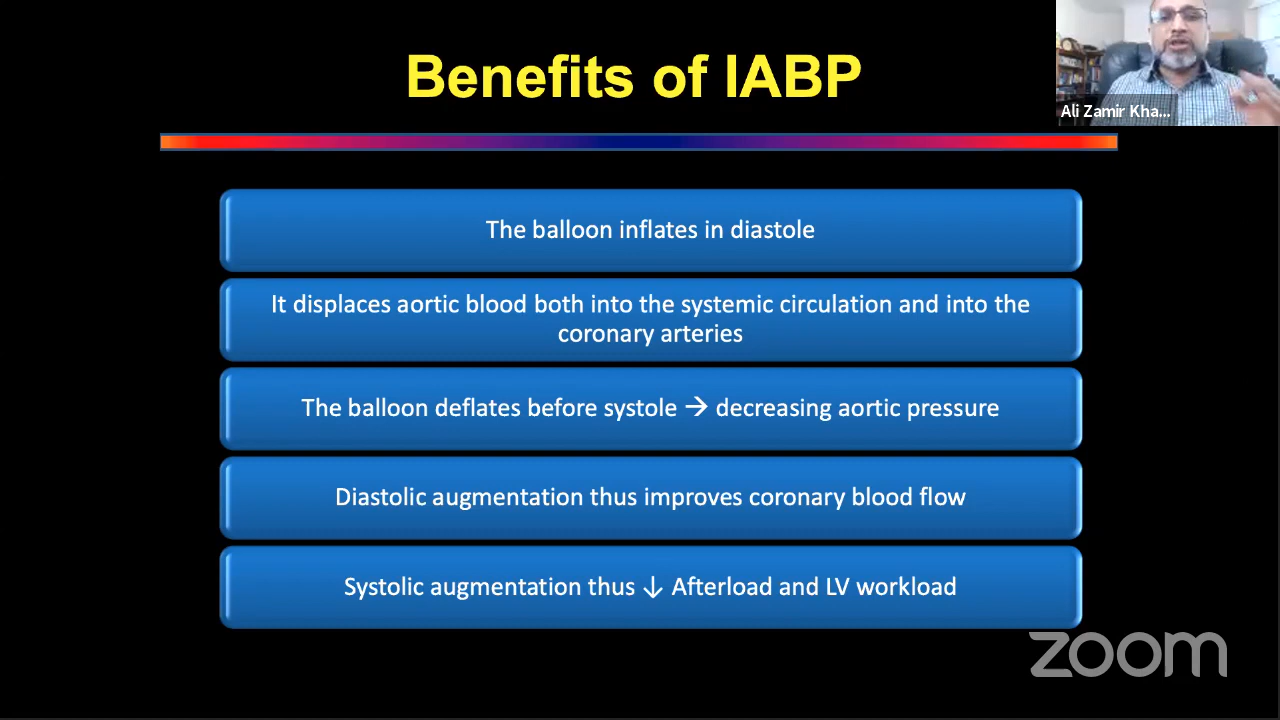 Benefits of IABP
Ali Zamir Kha...
The balloon inflates in diastole
It displaces aortic blood both into the systemic circulation and into the
coronary arteries
The balloon deflates before systole → decreasing aortic pressure
Diastolic augmentation thus improves coronary blood flow
Systolic augmentation thus ↓ Afterload and LV workload
zoom